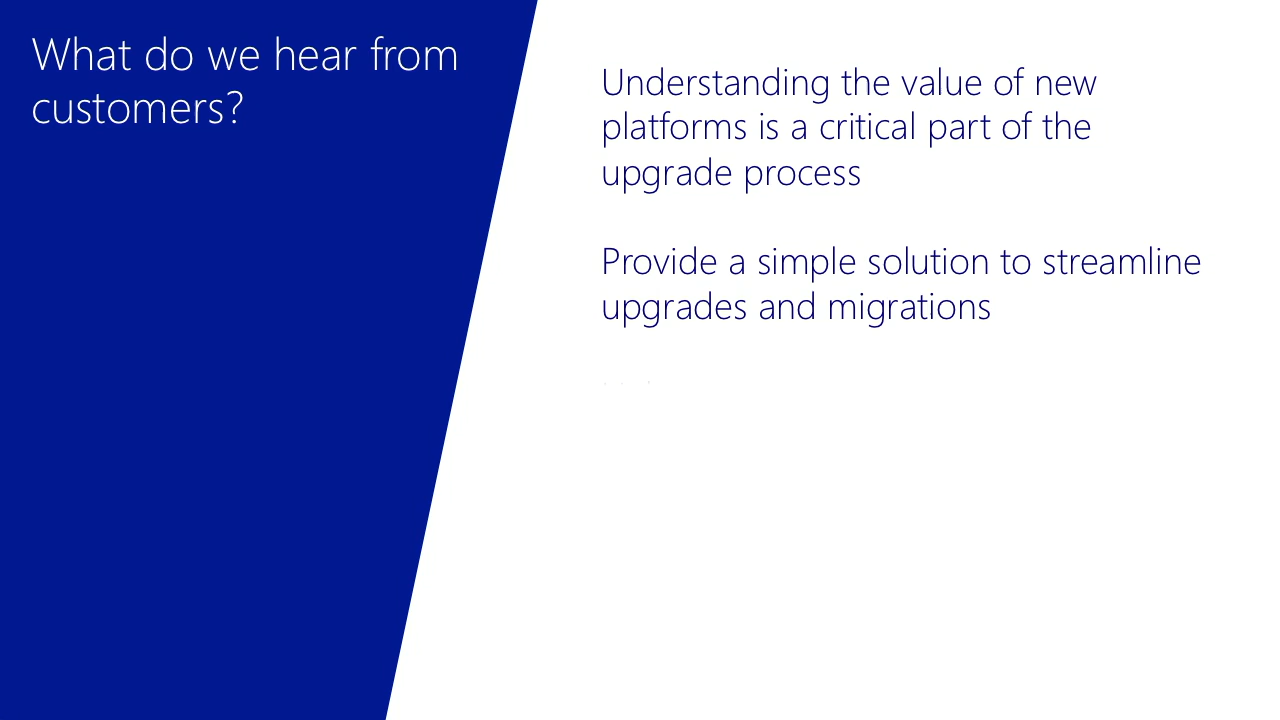 What do we hear from
customers?
Understanding the value of new
platforms is a critical part of the
upgrade process
Provide a simple solution to streamline
upgrades and migrations